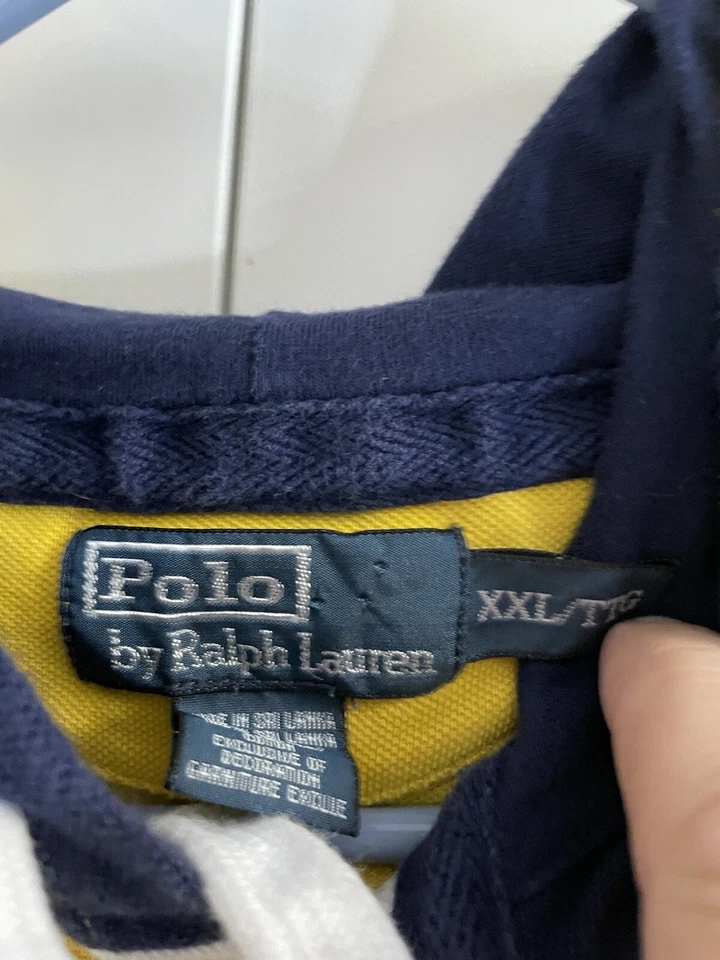 Polo
by Ralph Lauren
XXL/TTG
IN SRI LANKA
SRI LANKA
EXCLUSIVE OF
DECORATION
GARNITURE EXCLUE